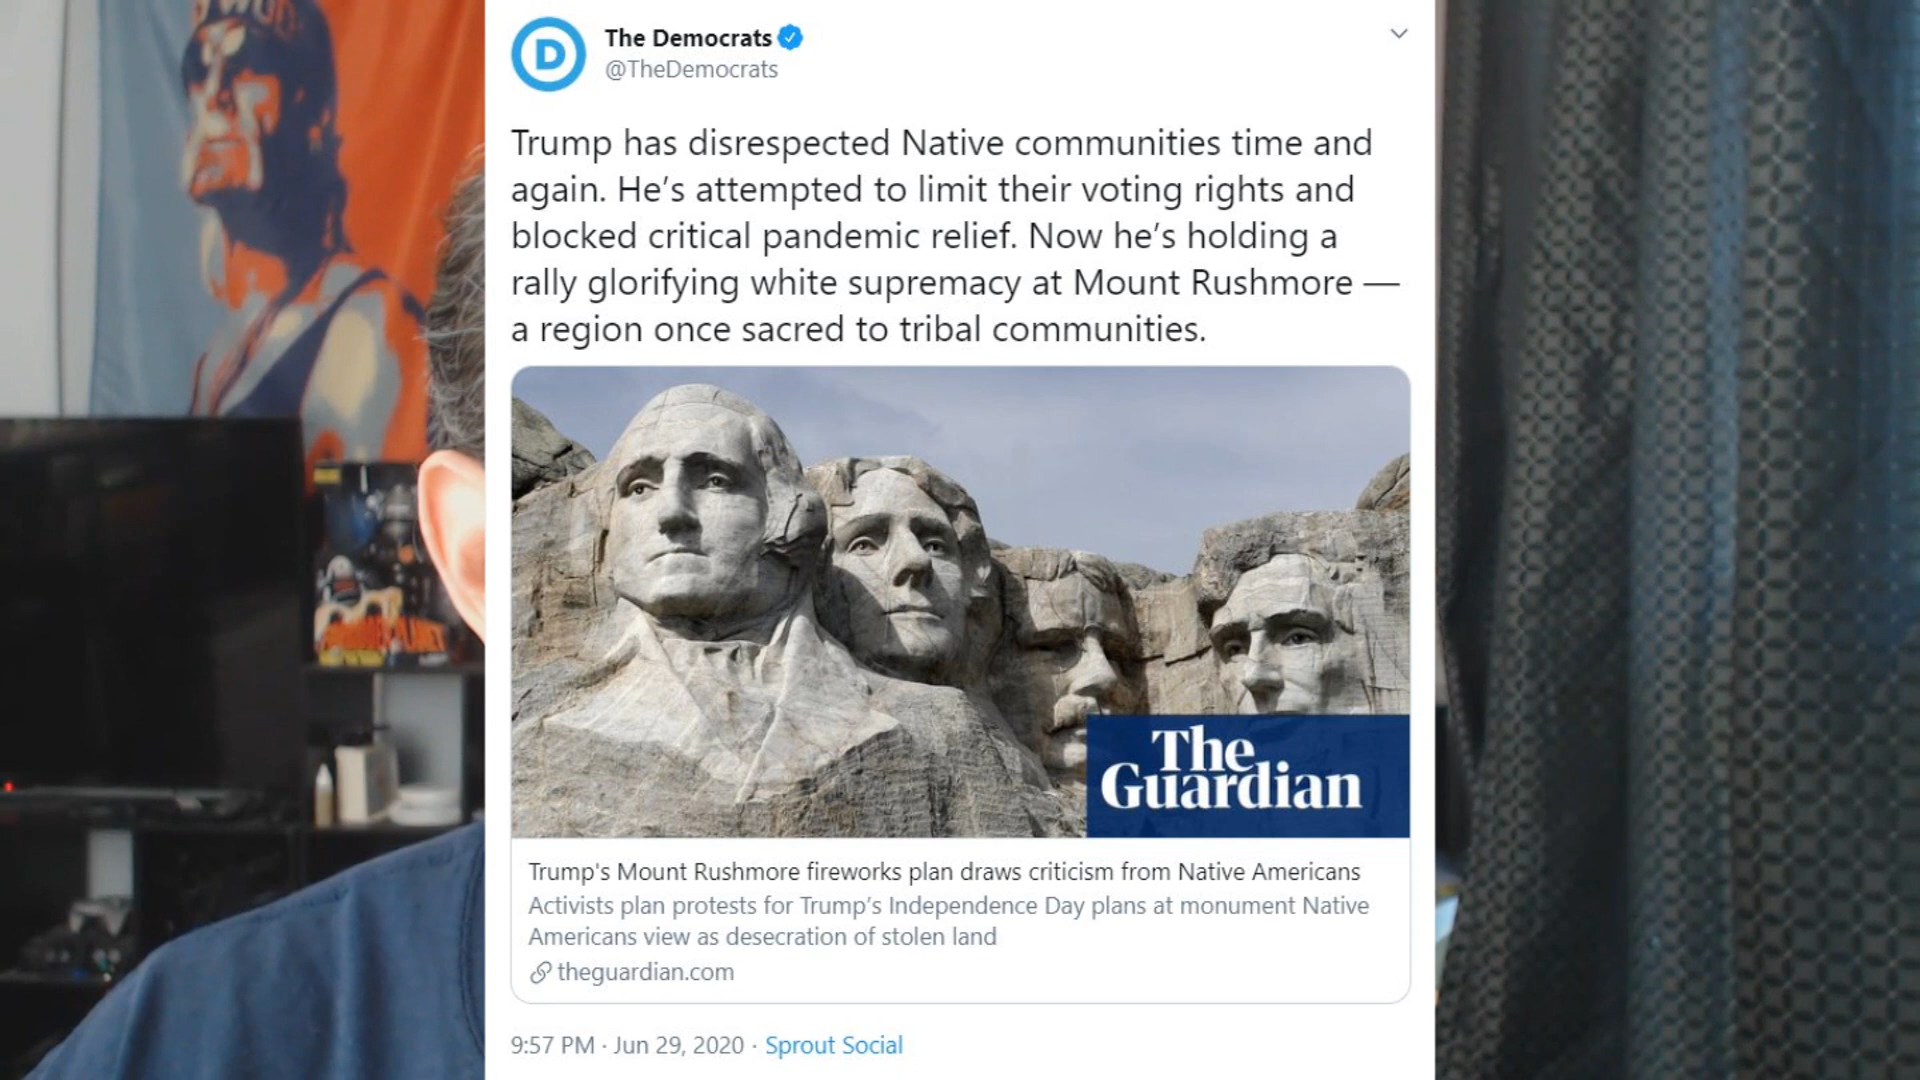 The Democrats
@TheDemocrats
Trump has disrespected Native communities time and
again. He’s attempted to limit their voting rights and
blocked critical pandemic relief. Now he’s holding a
rally glorifying white supremacy at Mount Rushmore —
a region once sacred to tribal communities.
The
Guardian
Trump's Mount Rushmore fireworks plan draws criticism from Native Americans
Activists plan protests for Trump’s Independence Day plans at monument Native
Americans view as desecration of stolen land
theguardian.com
9:57 PM · Jun 29, 2020 · Sprout Social